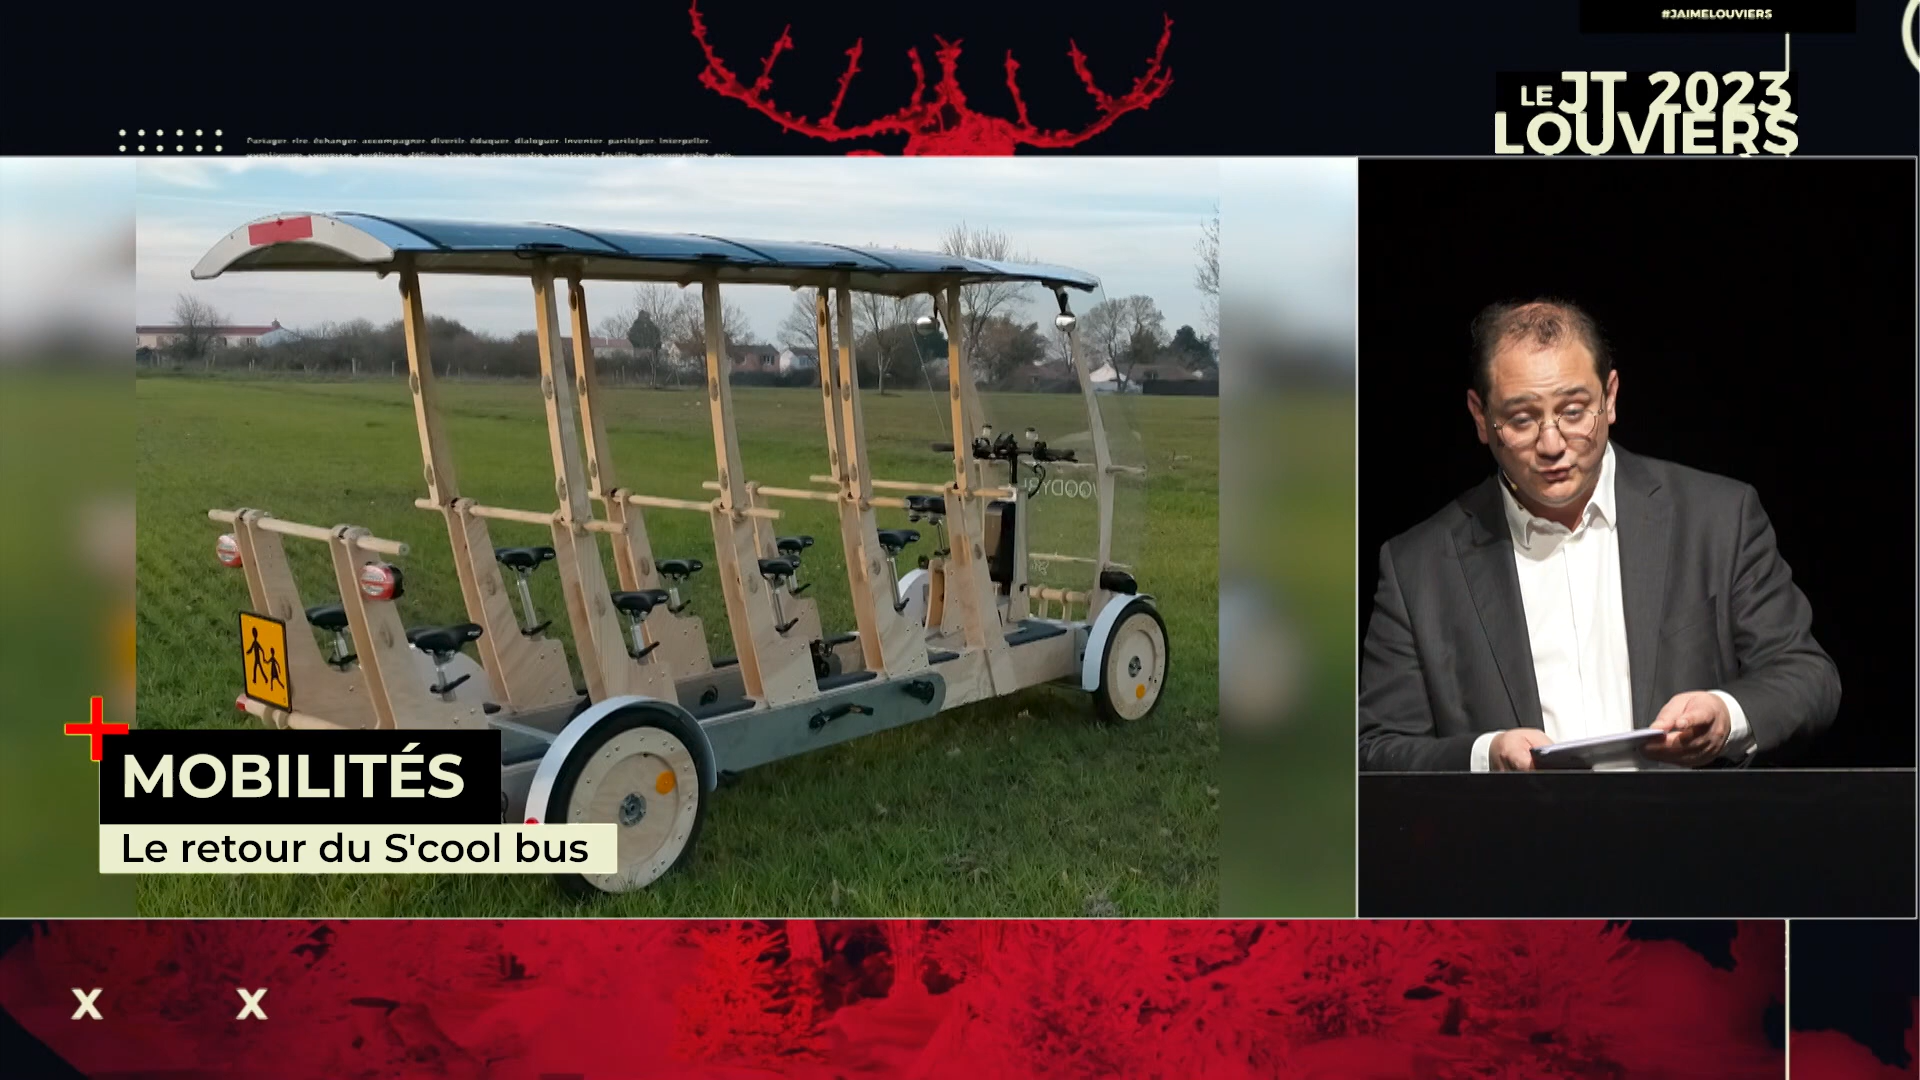 #JAIMELOUVIERS
LE JT 2023
LOUVIERS
Partager. rire. échanger. accompagner. divertir. éduquer. dialoguer. inventer. participer. interpeller.
MOBILITÉS
Le retour du S'cool bus
X X